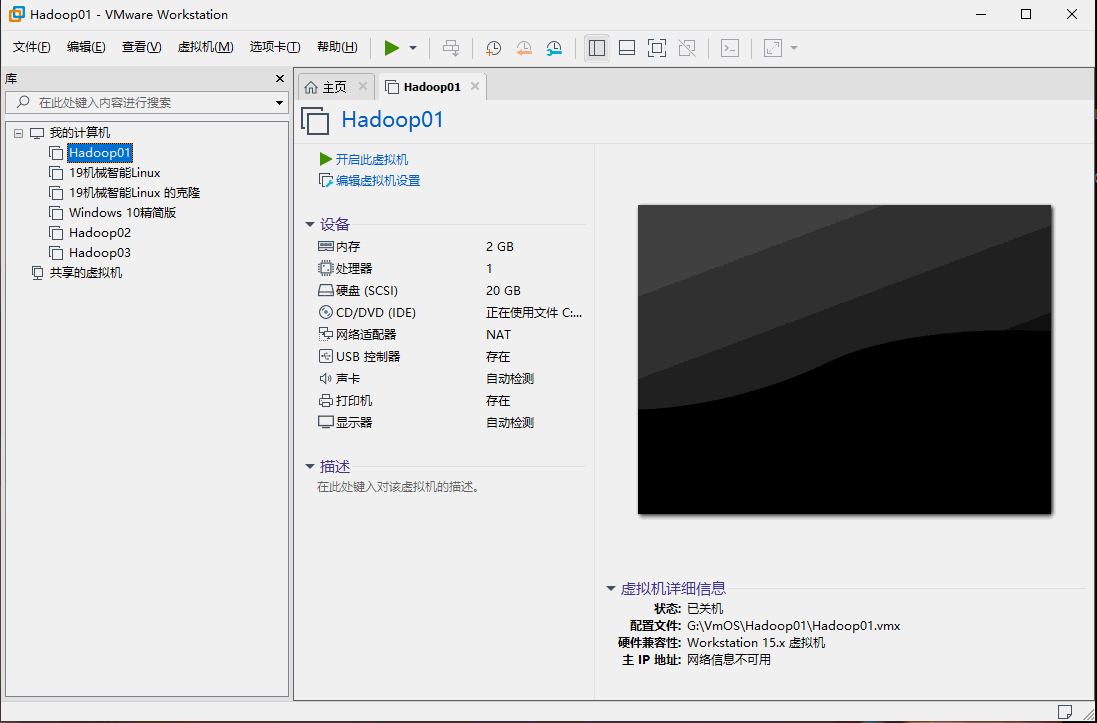 Hadoop01 - VMware Workstation
文件(F) 编辑(E) 查看(V) 虚拟机(M) 选项卡(T) 帮助(H)
库
在此处键入内容进行搜索
我的计算机
Hadoop01
19机械智能Linux
19机械智能Linux 的克隆
Windows 10精简版
Hadoop02
Hadoop03
共享的虚拟机
主页 Hadoop01
Hadoop01
开启此虚拟机
编辑虚拟机设置
设备
内存 2 GB
处理器 1
硬盘 (SCSI) 20 GB
CD/DVD (IDE) 正在使用文件 C:...
网络适配器 NAT
USB 控制器 存在
声卡 自动检测
打印机 存在
显示器 自动检测
描述
在此处键入对该虚拟机的描述。
虚拟机详细信息
状态: 已关机
配置文件: G:\VmOS\Hadoop01\Hadoop01.vmx
硬件兼容性: Workstation 15.x 虚拟机
主 IP 地址: 网络信息不可用